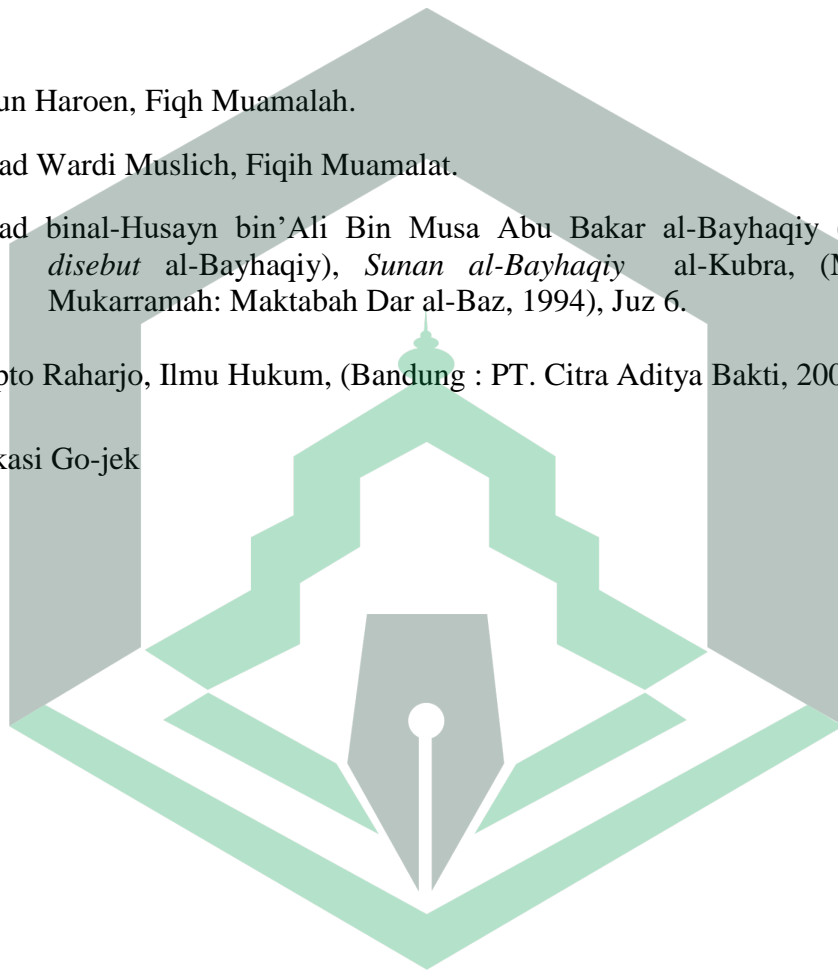 un Haroen, Fiqh Muamalah.
ad Wardi Muslich, Fiqih Muamalat.
ad binal-Husayn bin’Ali Bin Musa Abu Bakar al-Bayhaqiy (
disebut al-Bayhaqiy), Sunan al-Bayhaqiy al-Kubra, (M
Mukarramah: Maktabah Dar al-Baz, 1994), Juz 6.
pto Raharjo, Ilmu Hukum, (Bandung : PT. Citra Aditya Bakti, 200
kasi Go-jek